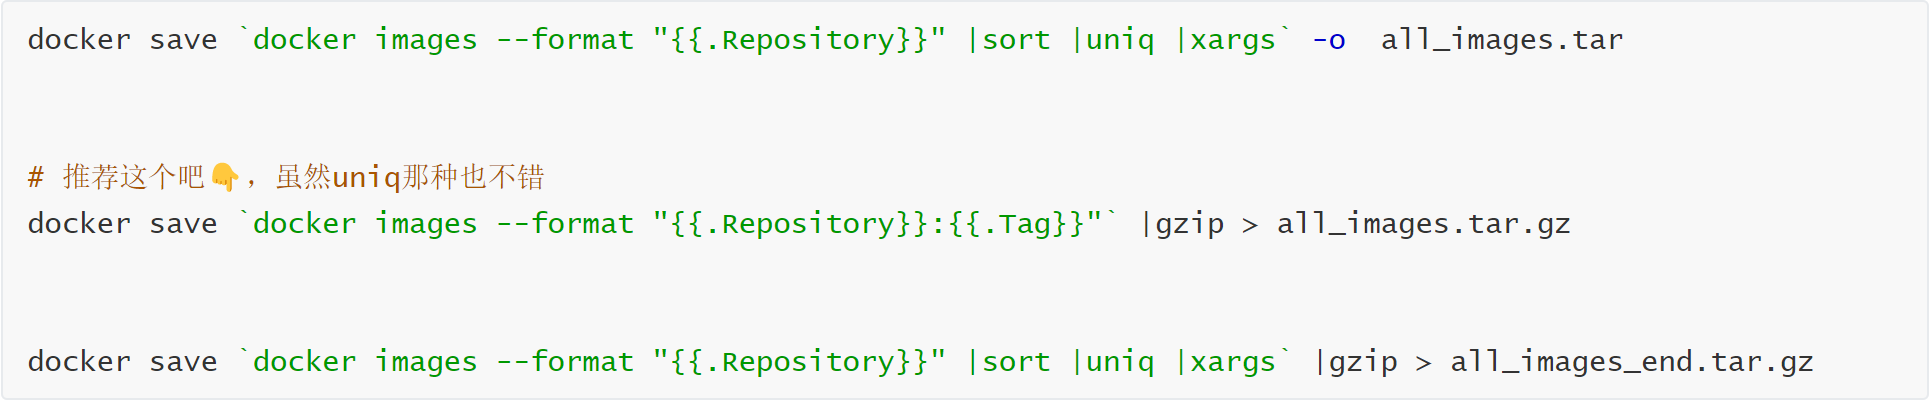 docker save `docker images --format "{{.Repository}}" |sort |uniq |xargs` -o  all_images.tar
# 推荐这个吧👇，虽然uniq那种也不错
docker save `docker images --format "{{.Repository}}:{{.Tag}}"` |gzip > all_images.tar.gz
docker save `docker images --format "{{.Repository}}" |sort |uniq |xargs` |gzip > all_images_end.tar.gz